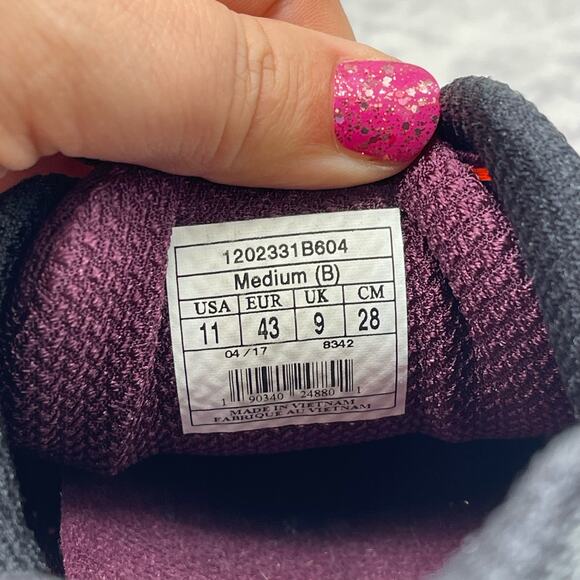 1202331B604
Medium (B)
USA EUR UK CM
11 43 9 28
04/17 8342
1 90340 24880 1
MADE IN VIETNAM
FABRIQUE AU VIETNAM